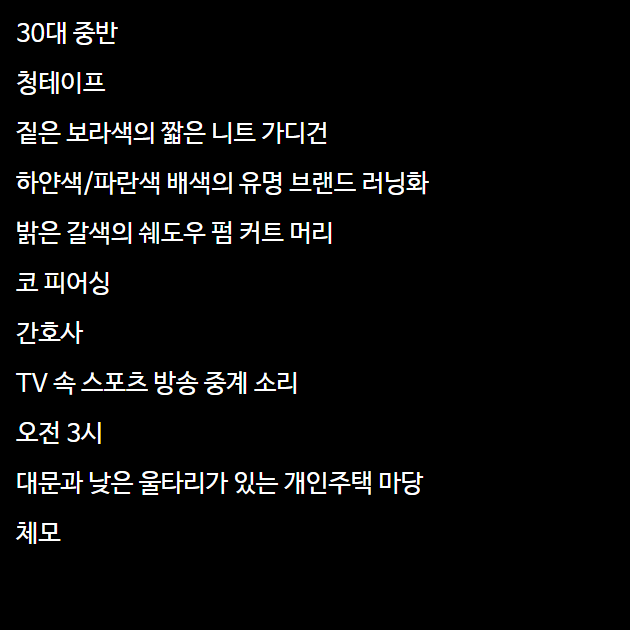 30대 중반
청테이프
짙은 보라색의 짧은 니트 가디건
하얀색/파란색 배색의 유명 브랜드 러닝화
밝은 갈색의 쉐도우 펌 커트 머리
코 피어싱
간호사
TV 속 스포츠 방송 중계 소리
오전 3시
대문과 낮은 울타리가 있는 개인주택 마당
체모